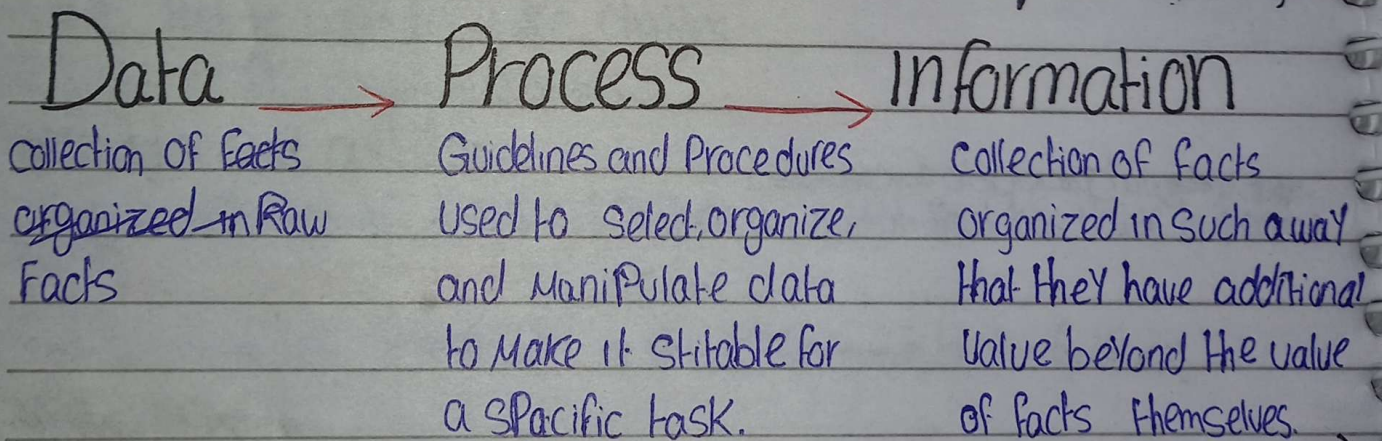 Data → Process → Information
Collection of Facts
organized in Raw
Facts
Guidelines and Procedures
used to select, organize,
and Manipulate data
to Make it Stitable for
a SPacific task.
Collection of facts
organized in such a way
that they have additional
value beyond the value
of facts themselves.